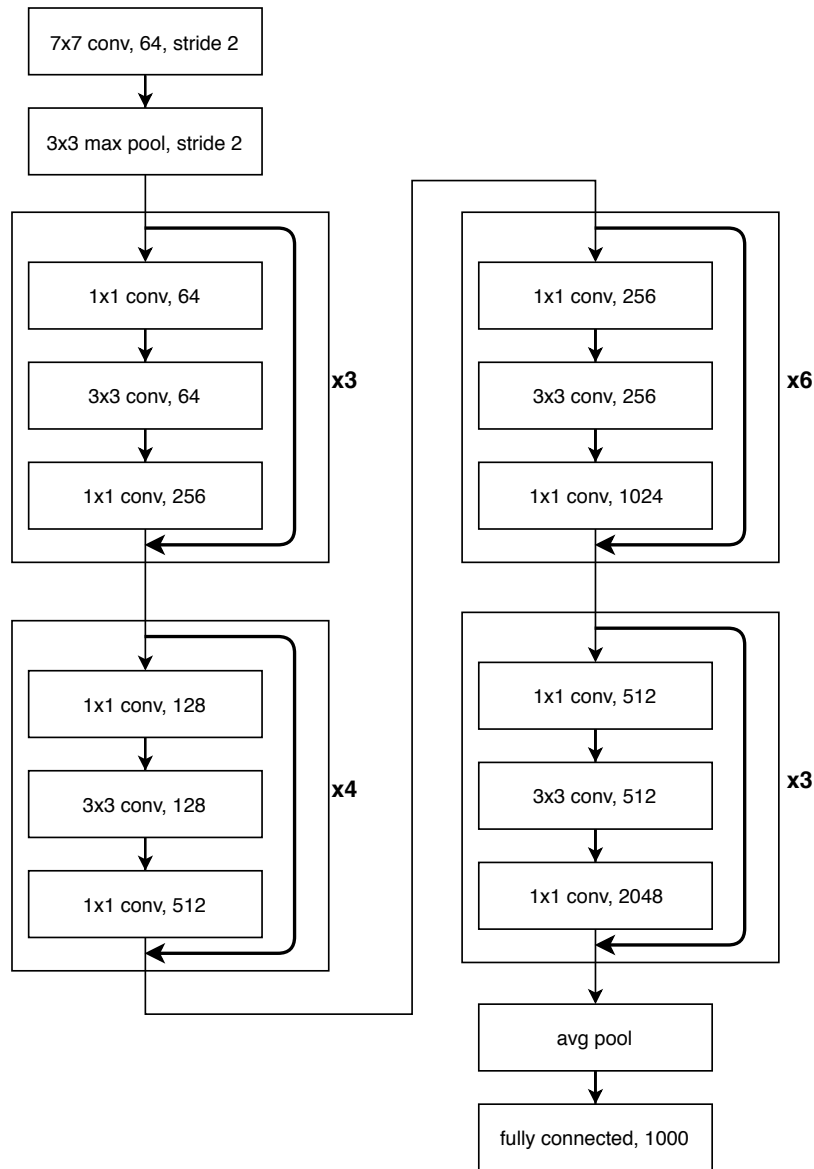 7x7 conv, 64, stride 2
3x3 max pool, stride 2
1x1 conv, 64
3x3 conv, 64
1x1 conv, 256
x3
1x1 conv, 128
3x3 conv, 128
1x1 conv, 512
x4
1x1 conv, 256
3x3 conv, 256
1x1 conv, 1024
x6
1x1 conv, 512
3x3 conv, 512
1x1 conv, 2048
x3
avg pool
fully connected, 1000